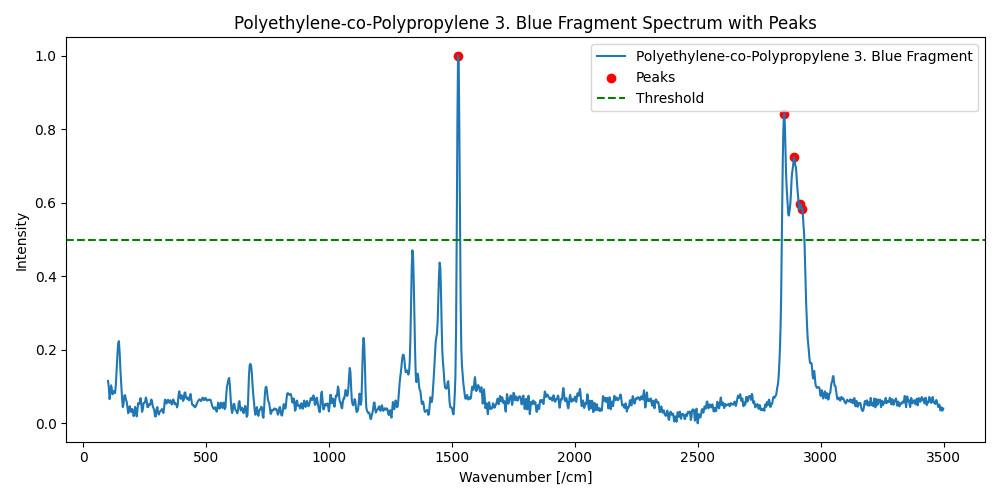 Polyethylene-co-Polypropylene 3. Blue Fragment Spectrum with Peaks
Polyethylene-co-Polypropylene 3. Blue Fragment
Peaks
Threshold
Intensity
1.0
0.8
0.6
0.4
0.2
0.0
0
500
1000
1500
2000
2500
3000
3500
Wavenumber [/cm]